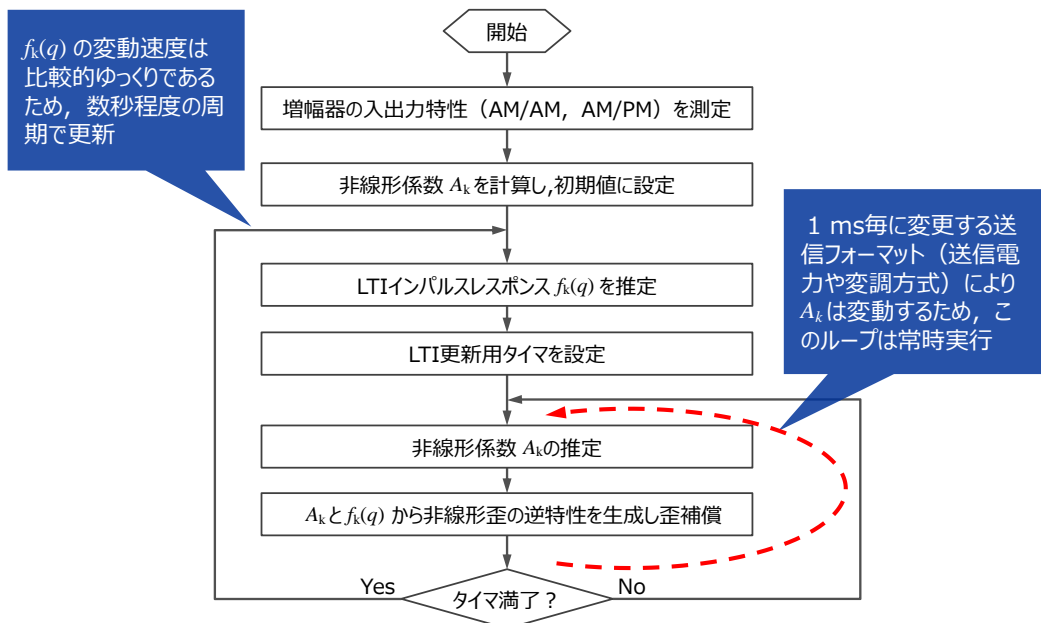 開始
fk(q) の変動速度は
比較的ゆっくりである
ため，数秒程度の周
期で更新
増幅器の入出力特性（AM/AM，AM/PM）を測定
非線形係数 Akを計算し,初期値に設定
1 ms毎に変更する送
信フォーマット（送信電
力や変調方式）により
Akは変動するため，こ
のループは常時実行
LTIインパルスレスポンス fk(q) を推定
LTI更新用タイマを設定
非線形係数 Akの推定
Akと fk(q) から非線形歪の逆特性を生成し歪補償
Yes
タイマ満了？
No